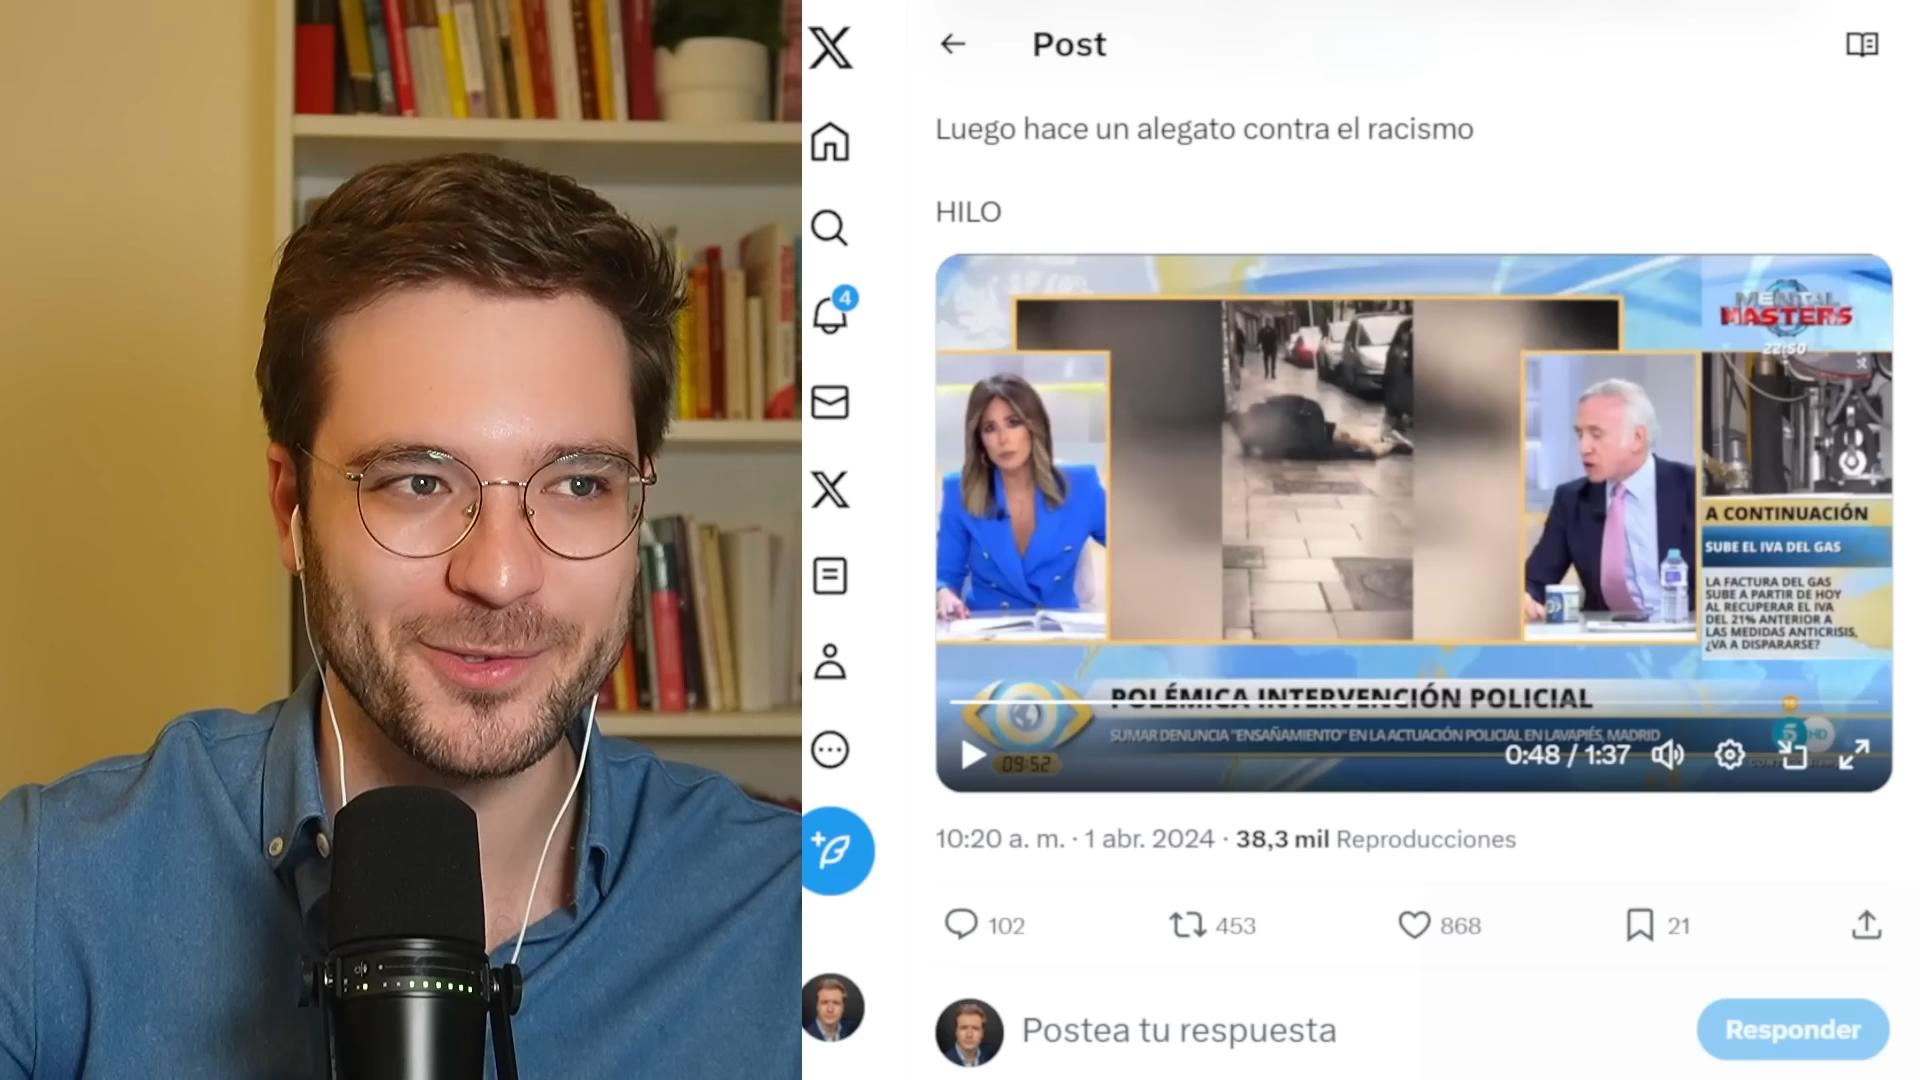 Post
4
Luego hace un alegato contra el racismo
HILO
MENTAL
MASTERS
22:50
A CONTINUACIÓN
SUBE EL IVA DEL GAS
LA FACTURA DEL GAS
SUBE A PARTIR DE HOY
AL RECUPERAR EL IVA
DEL 21% ANTERIOR A
LAS MEDIDAS ANTICRISIS,
¿VA A DISPARARSE?
POLÉMICA INTERVENCIÓN POLICIAL
SUMAR DENUNCIA "ENSAÑAMIENTO" EN LA ACTUACIÓN POLICIAL EN LAVAPIÉS, MADRID
5 HD
09:52
0:48 / 1:37
10:20 a. m. · 1 abr. 2024 · 38,3 mil Reproducciones
102 453 868 21
Postea tu respuesta
Responder